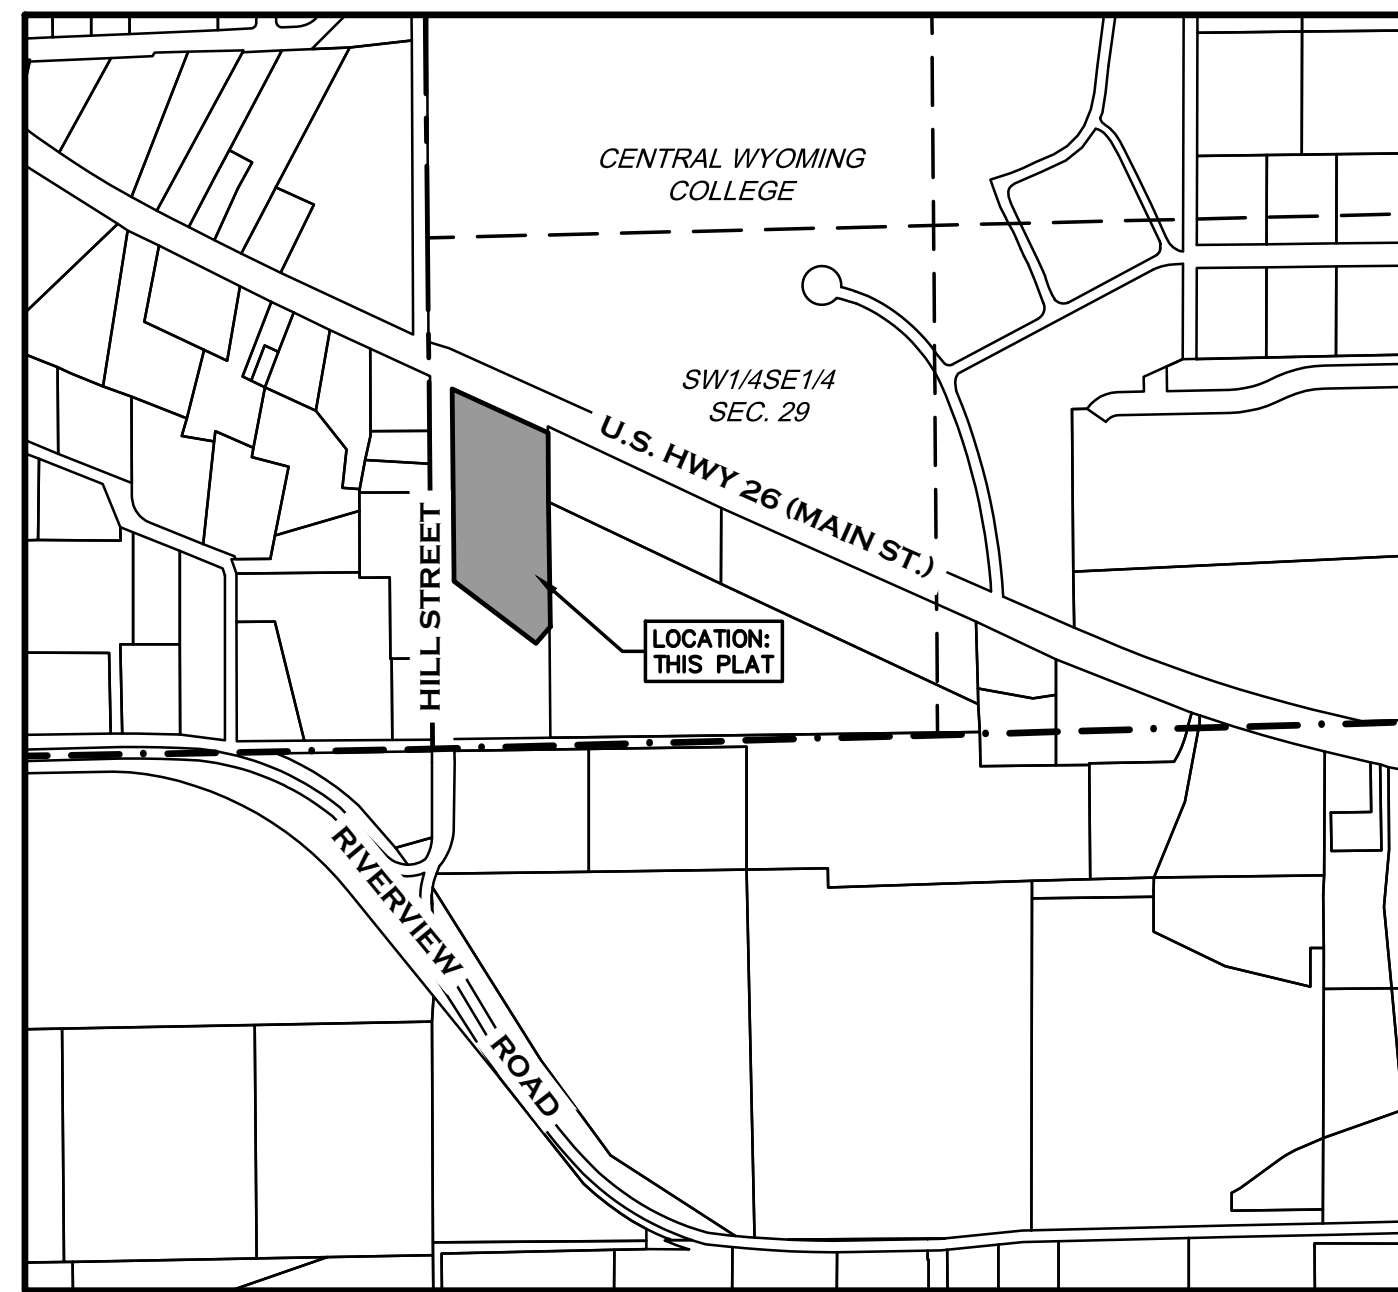 CENTRAL WYOMING
COLLEGE
SW1/4SE1/4
SEC. 29
U.S. HWY 26 (MAIN ST.)
HILL STREET
LOCATION:
THIS PLAT
RIVERVIEW ROAD